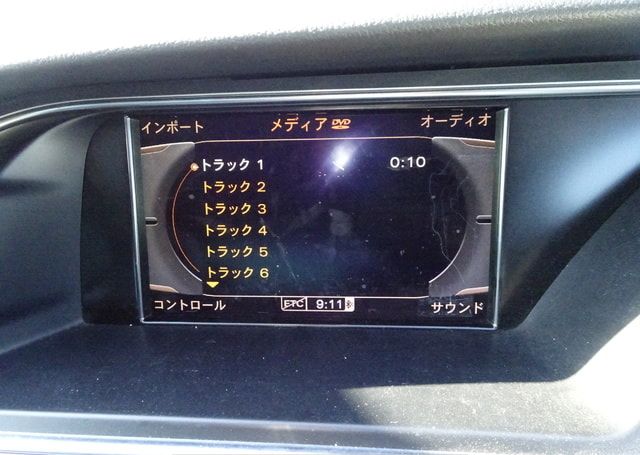 インポート メディア DVD オーディオ
トラック 1 0:10
トラック 2
トラック 3
トラック 4
トラック 5
トラック 6
コントロール ETC 9:11 サウンド